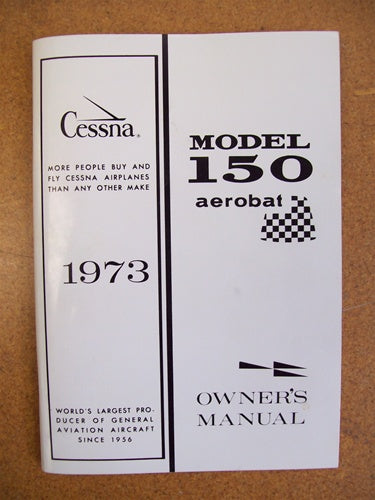 Cessna®
MORE PEOPLE BUY AND
FLY CESSNA AIRPLANES
THAN ANY OTHER MAKE
1973
WORLD'S LARGEST PRO-
DUCER OF GENERAL
AVIATION AIRCRAFT
SINCE 1956
MODEL
150
aerobat
OWNER'S
MANUAL